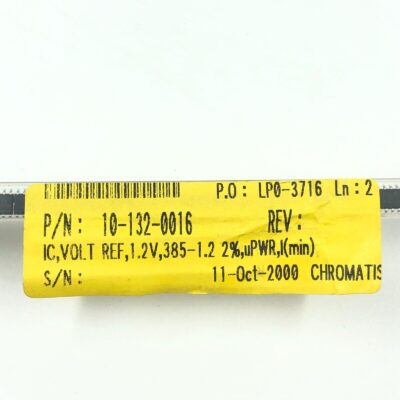 P.O: LP0-3716 Ln:2
P/N: 10-132-0016 REV:
IC,VOLT REF,1.2V,385-1.2 2%,uPWR,I(min)
S/N: 11-Oct-2000 CHROMATIS